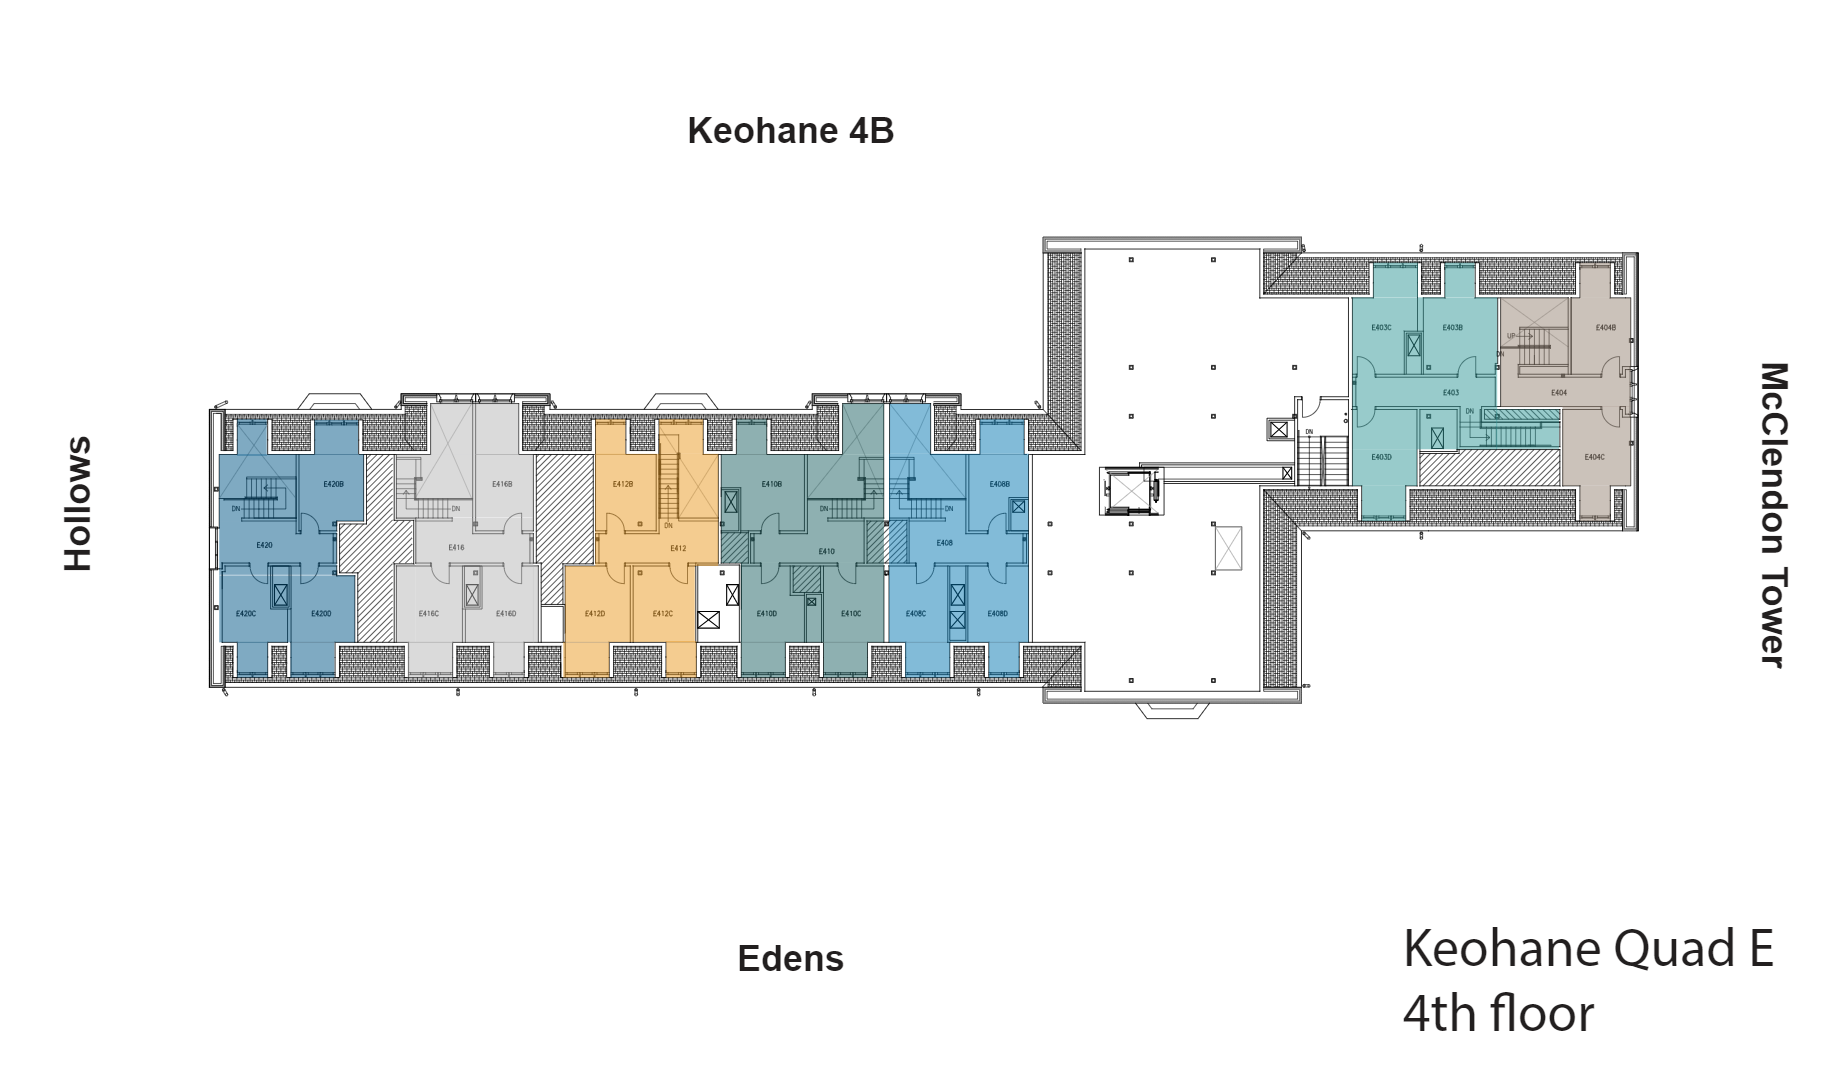 Keohane 4B
Hollows
McClendon Tower
E403C
E403B
E404B
UP
DN
E403
E404
DN
DN
E403D
E404C
E420B
E416B
E412B
E410B
E408B
DN
DN
DN
DN
DN
E420
E416
E412
E410
E408
E420C
E420D
E416C
E416D
E412D
E412C
E410D
E410C
E408C
E408D
Edens
Keohane Quad E
4th floor